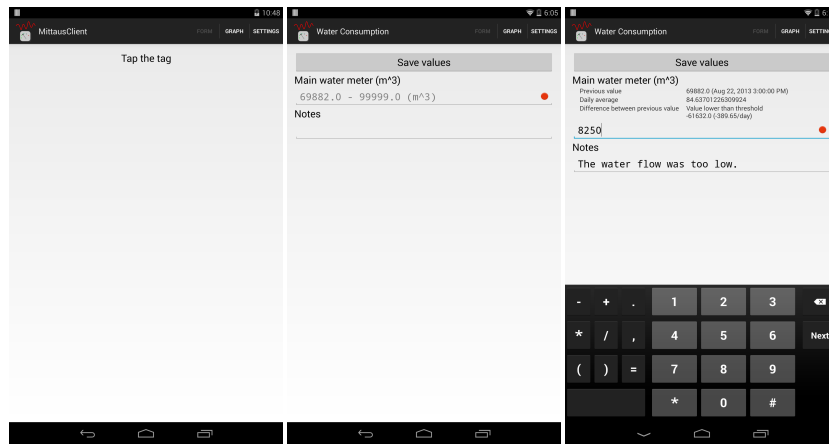 10:48
MittausClient
FORM GRAPH SETTINGS
Tap the tag
6:05
Water Consumption
FORM GRAPH SETTINGS
Save values
Main water meter (m^3)
69882.0 - 99999.0 (m^3)
Notes
6:
Water Consumption
FORM GRAPH SETTING
Save values
Main water meter (m^3)
Previous value 69882.0 (Aug 22, 2013 3:00:00 PM)
Daily average 84.63701226309924
Difference between previous value Value lower than threshold
-61632.0 (-389.65/day)
8250
Notes
The water flow was too low.
- + . 1 2 3
* / , 4 5 6 Next
( ) = 7 8 9
* 0 #